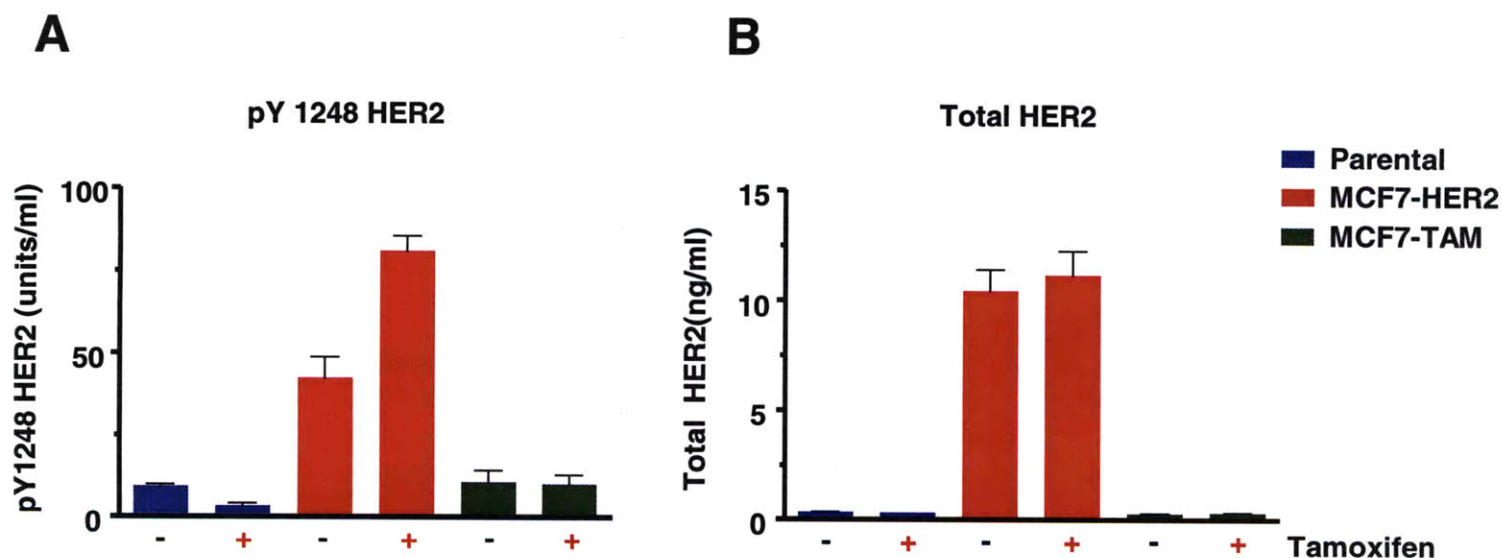 A
B
pY 1248 HER2
Total HER2
Parental
MCF7-HER2
MCF7-TAM
pY1248 HER2 (units/ml)
100
50
0
Total HER2(ng/ml)
15
10
5
0
- + - + - +
- + - + - + Tamoxifen